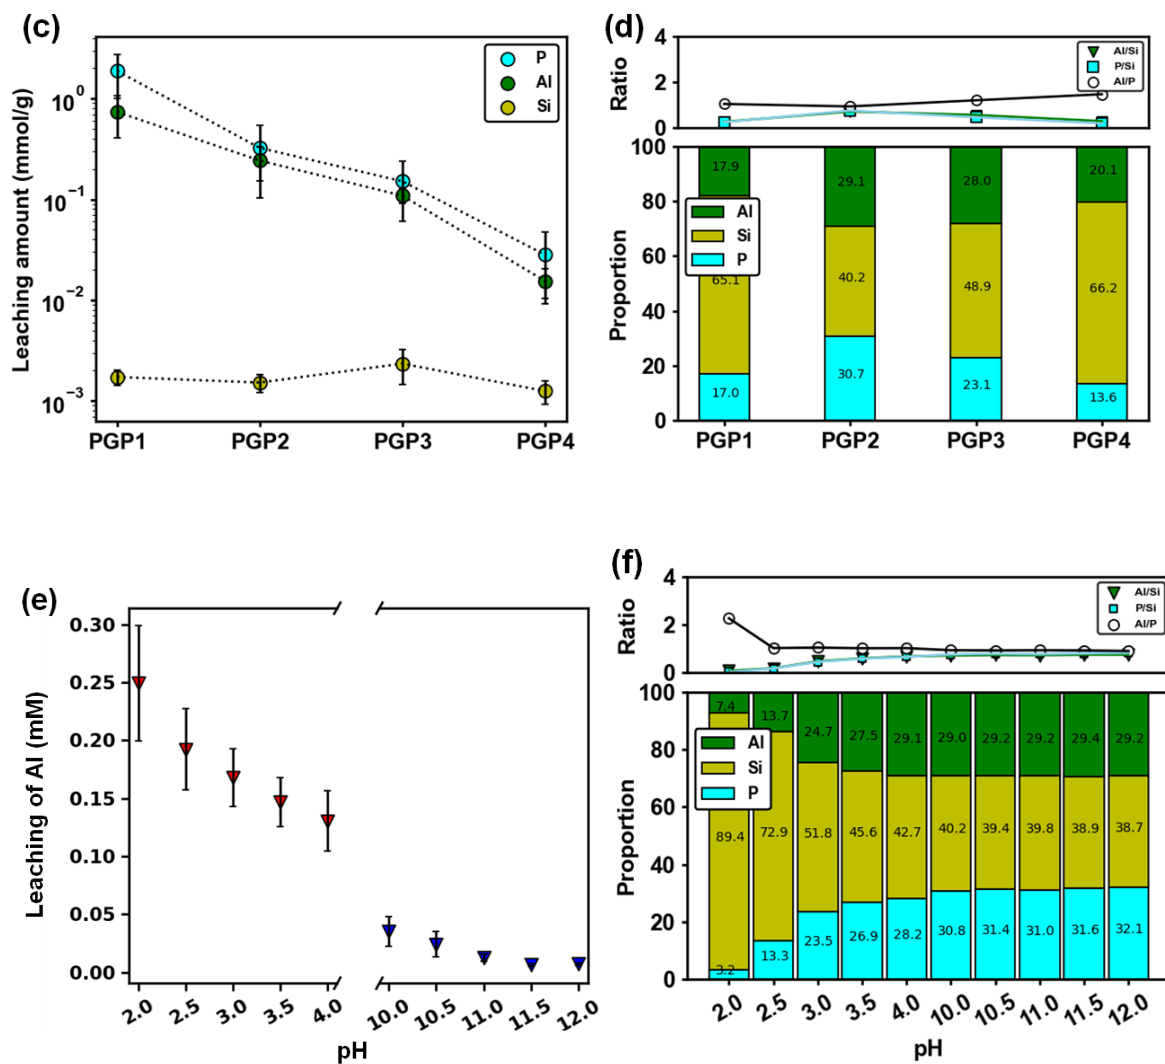 (c)
Leaching amount (mmol/g)
10⁰
10⁻¹
10⁻²
10⁻³
P
Al
Si
PGP1 PGP2 PGP3 PGP4
(d)
Ratio
4
2
0
Al/Si
P/Si
Al/P
Proportion
100
80
60
40
20
0
Al
Si
P
17.9 29.1 28.0 20.1
65.1 40.2 48.9 66.2
17.0 30.7 23.1 13.6
PGP1 PGP2 PGP3 PGP4
(e)
Leaching of Al (mM)
0.30
0.25
0.20
0.15
0.10
0.05
0.00
2.0 2.5 3.0 3.5 4.0 10.0 10.5 11.0 11.5 12.0
pH
(f)
Ratio
4
2
0
Al/Si
P/Si
Al/P
Proportion
100
80
60
40
20
0
Al
Si
P
7.4 13.7 24.7 27.5 29.1 29.0 29.2 29.2 29.4 29.2
89.4 72.9 51.8 45.6 42.7 40.2 39.4 39.8 38.9 38.7
3.2 13.3 23.5 26.9 28.2 30.8 31.4 31.0 31.6 32.1
2.0 2.5 3.0 3.5 4.0 10.0 10.5 11.0 11.5 12.0
pH